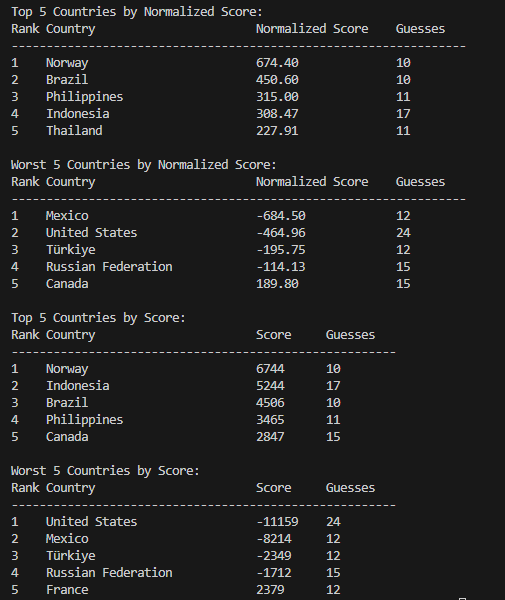 Top 5 Countries by Normalized Score:
Rank Country Normalized Score Guesses
-----------------------------------------------------------------
1 Norway 674.40 10
2 Brazil 450.60 10
3 Philippines 315.00 11
4 Indonesia 308.47 17
5 Thailand 227.91 11
Worst 5 Countries by Normalized Score:
Rank Country Normalized Score Guesses
-----------------------------------------------------------------
1 Mexico -684.50 12
2 United States -464.96 24
3 Türkiye -195.75 12
4 Russian Federation -114.13 15
5 Canada 189.80 15
Top 5 Countries by Score:
Rank Country Score Guesses
-------------------------------------------------------
1 Norway 6744 10
2 Indonesia 5244 17
3 Brazil 4506 10
4 Philippines 3465 11
5 Canada 2847 15
Worst 5 Countries by Score:
Rank Country Score Guesses
-------------------------------------------------------
1 United States -11159 24
2 Mexico -8214 12
3 Türkiye -2349 12
4 Russian Federation -1712 15
5 France 2379 12